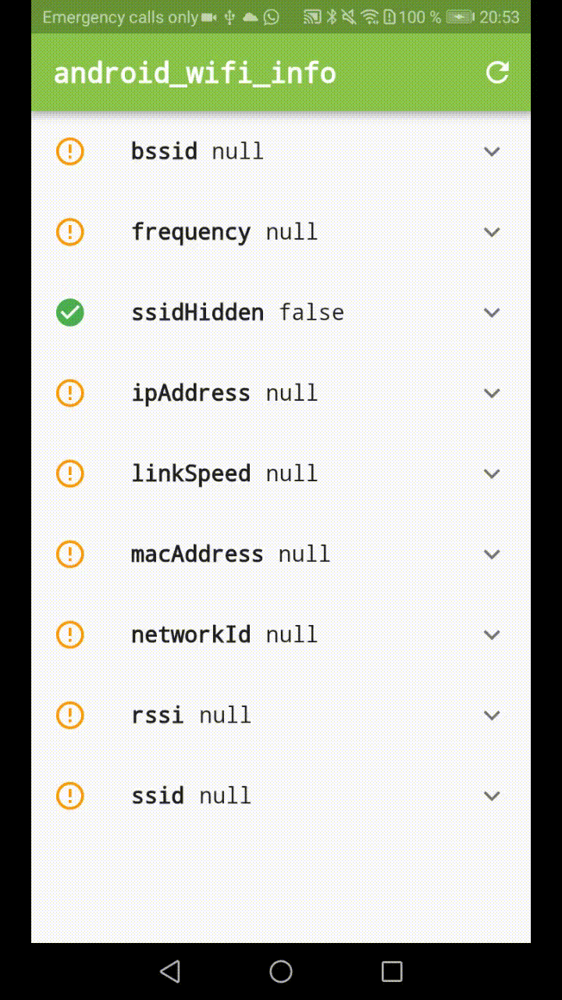 Emergency calls only 100 % 20:53
android_wifi_info
bssid null
frequency null
ssidHidden false
ipAddress null
linkSpeed null
macAddress null
networkId null
rssi null
ssid null